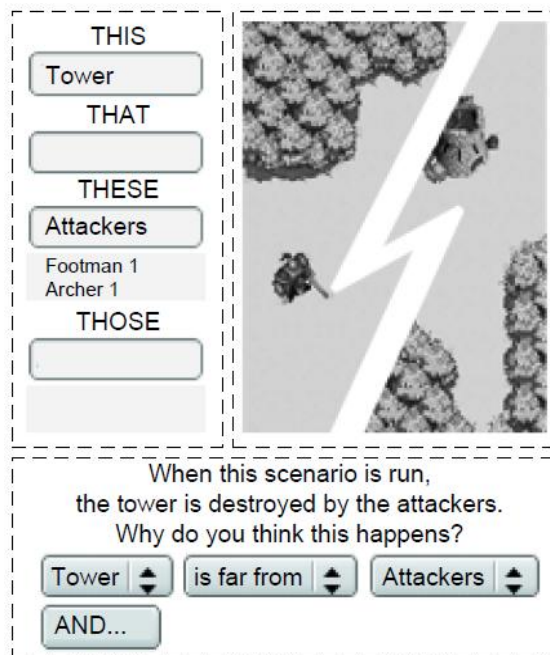 THIS
Tower
THAT
THESE
Attackers
Footman 1
Archer 1
THOSE
When this scenario is run,
the tower is destroyed by the attackers.
Why do you think this happens?
Tower is far from Attackers
AND...